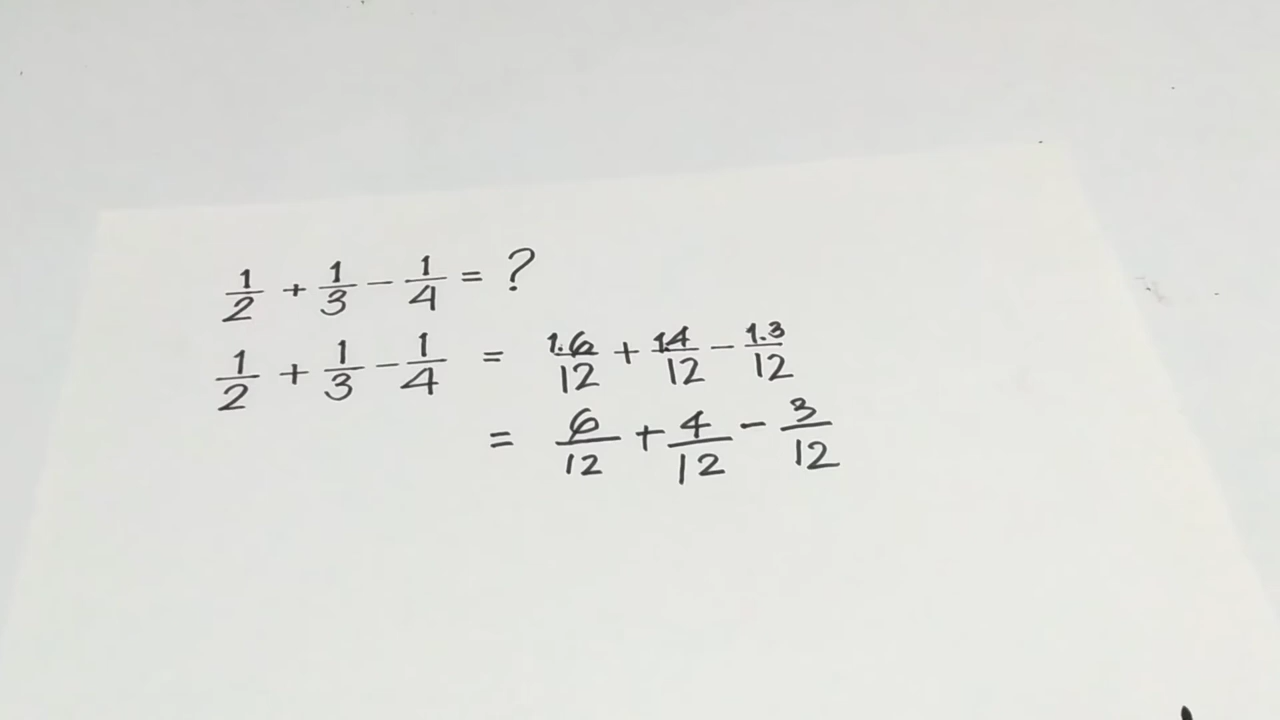 1/2 + 1/3 - 1/4 = ?
1/2 + 1/3 - 1/4 = 1.6/12 + 1.4/12 - 1.3/12
= 6/12 + 4/12 - 3/12